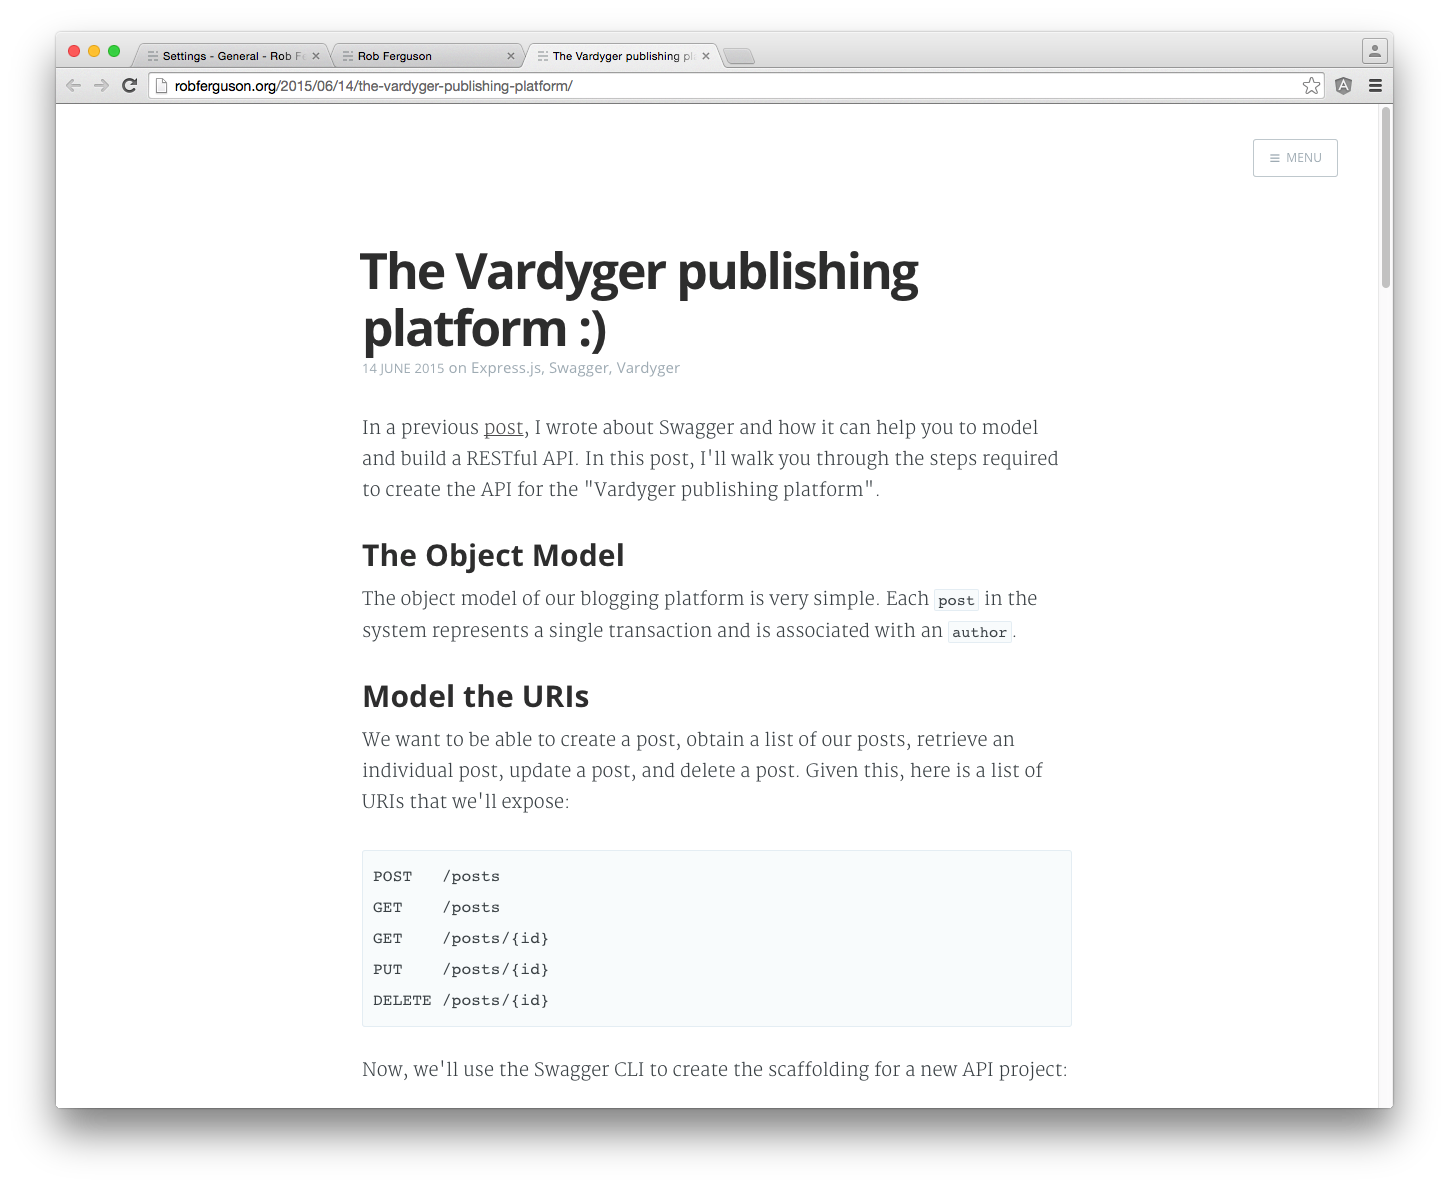 Settings - General - Rob Fe
Rob Ferguson
The Vardyger publishing pl
robferguson.org/2015/06/14/the-vardyger-publishing-platform/
MENU
The Vardyger publishing
platform :)
14 JUNE 2015 on Express.js, Swagger, Vardyger
In a previous post, I wrote about Swagger and how it can help you to model
and build a RESTful API. In this post, I'll walk you through the steps required
to create the API for the "Vardyger publishing platform".
The Object Model
The object model of our blogging platform is very simple. Each post in the
system represents a single transaction and is associated with an author.
Model the URIs
We want to be able to create a post, obtain a list of our posts, retrieve an
individual post, update a post, and delete a post. Given this, here is a list of
URIs that we'll expose:
POST /posts
GET /posts
GET /posts/{id}
PUT /posts/{id}
DELETE /posts/{id}
Now, we'll use the Swagger CLI to create the scaffolding for a new API project: